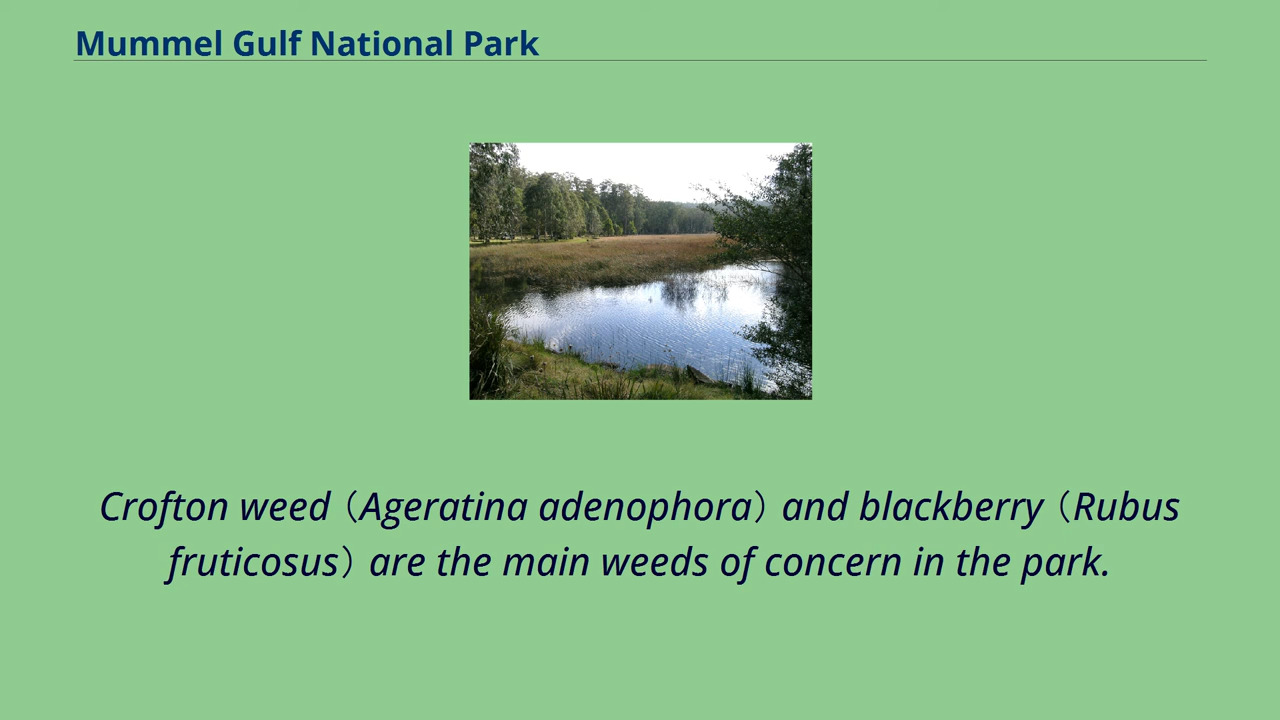 Mummel Gulf National Park
Crofton weed（Ageratina adenophora）and blackberry（Rubus
fruticosus）are the main weeds of concern in the park.